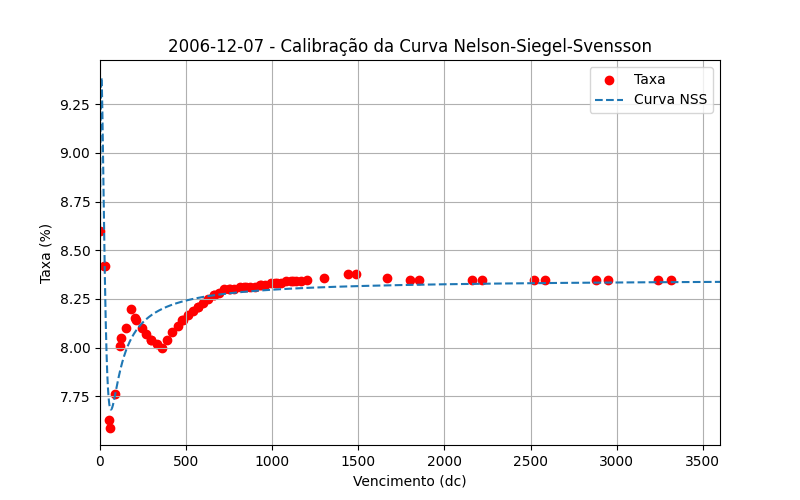 2006-12-07 - Calibração da Curva Nelson-Siegel-Svensson
Taxa
Curva NSS
9.25
9.00
8.75
8.50
8.25
8.00
7.75
Taxa (%)
0 500 1000 1500 2000 2500 3000 3500
Vencimento (dc)